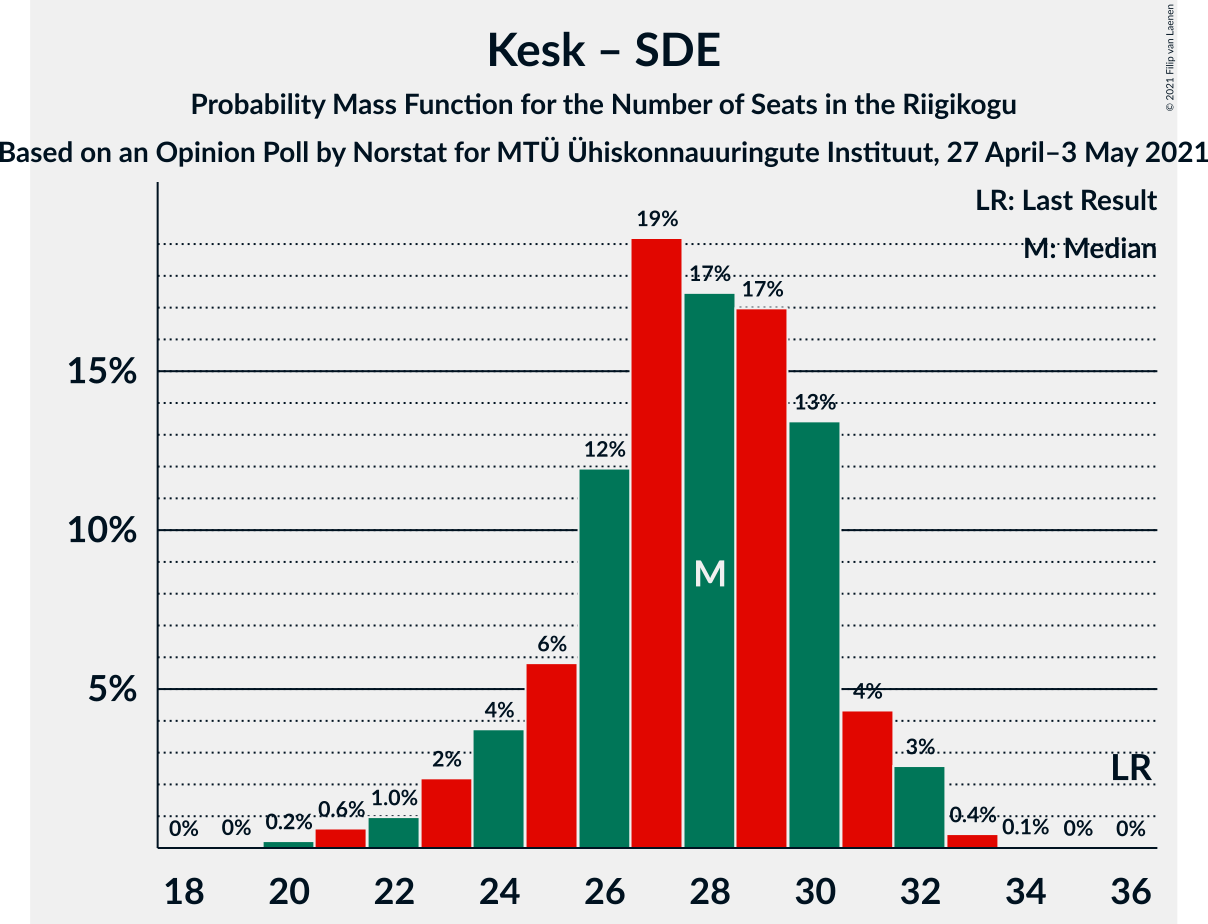 Kesk – SDE
Probability Mass Function for the Number of Seats in the Riigikogu
Based on an Opinion Poll by Norstat for MTÜ Ühiskonnauuringute Instituut, 27 April–3 May 2021
© 2021 Filip van Laenen
LR: Last Result
M: Median
19%
17%
17%
15%
13%
12%
10%
M
6%
5%
4%
4%
3%
2%
LR
1.0%
0.6%
0.2%
0.4%
0%
0%
0.1%
0%
0%
18 20 22 24 26 28 30 32 34 36